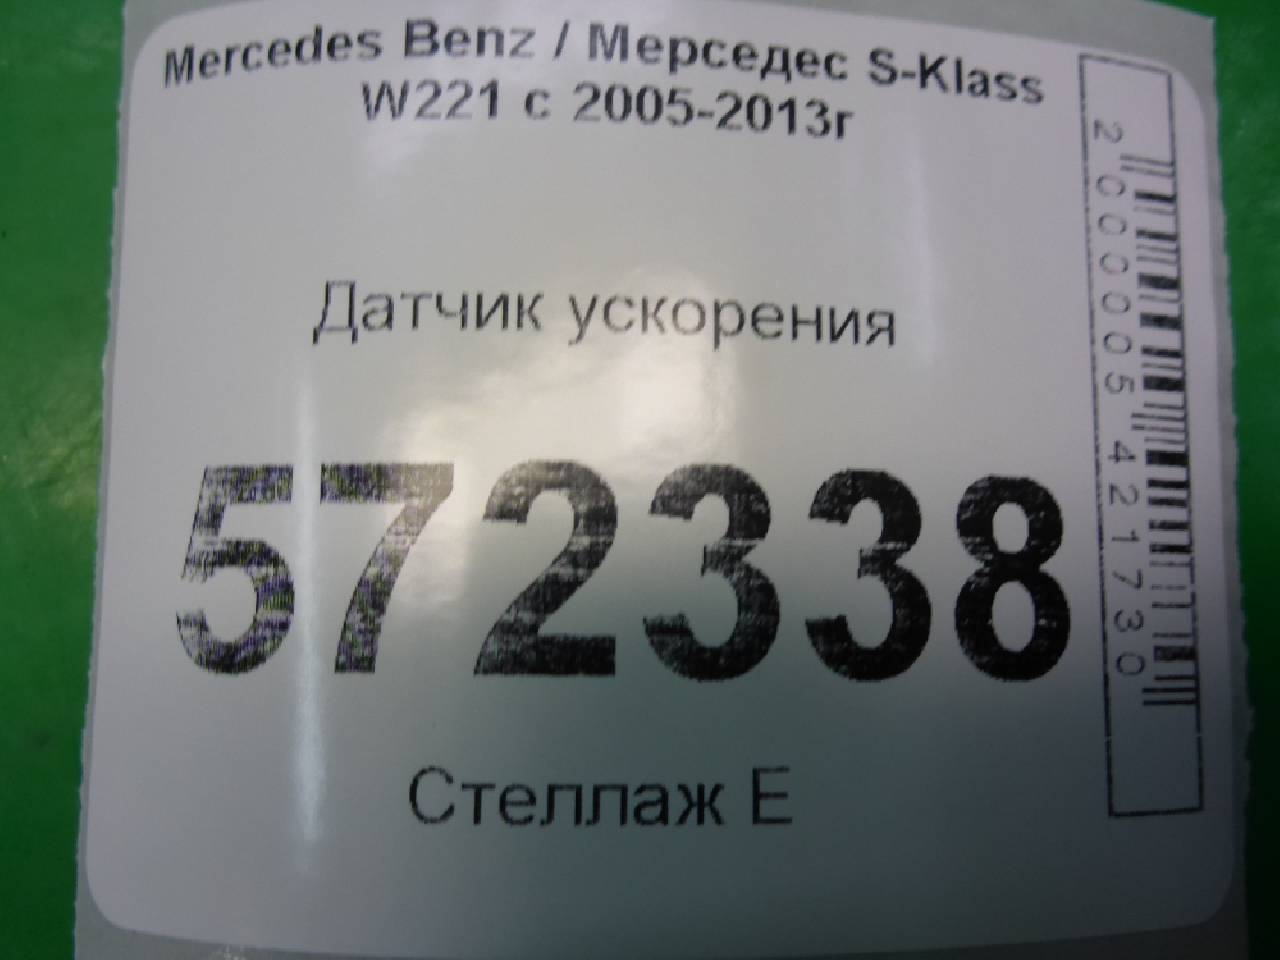 Mercedes Benz / Мерседес S-Klass
W221 с 2005-2013г
Датчик ускорения
572338
Стеллаж Е
2000005421730